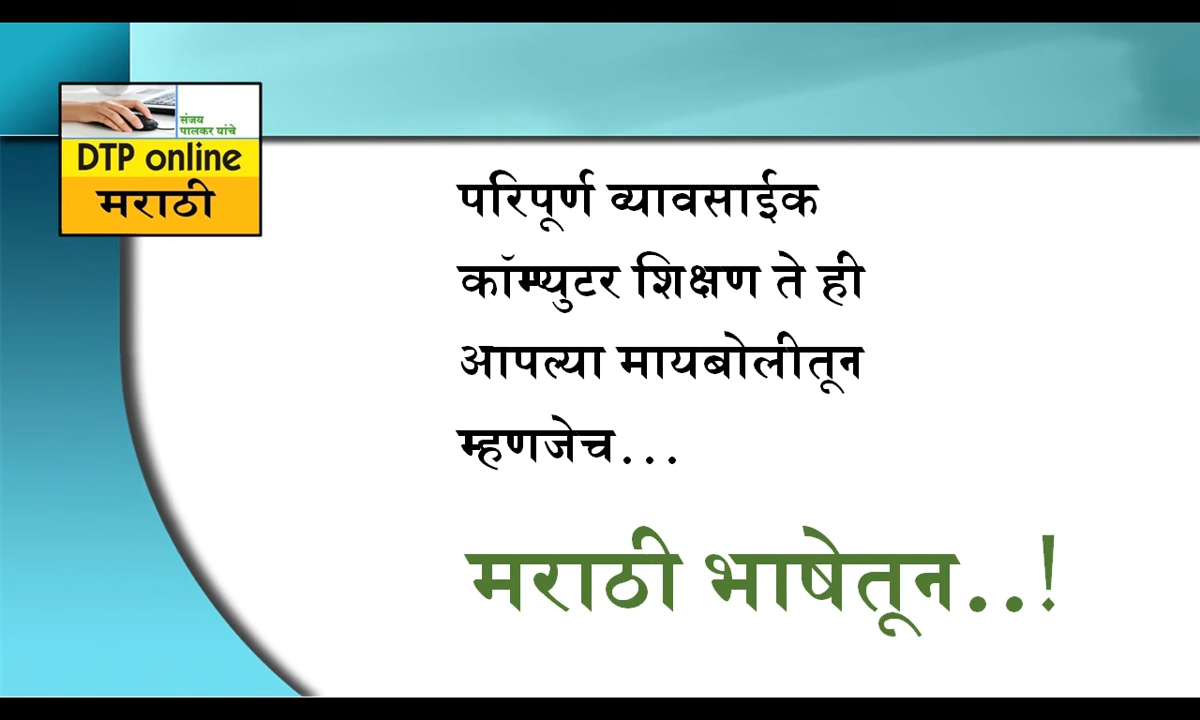 संजय
पालकर यांचे
DTP online
मराठी
परिपूर्ण व्यावसाईक
कॉम्प्युटर शिक्षण ते ही
आपल्या मायबोलीतून
म्हणजेच...
मराठी भाषेतून..!